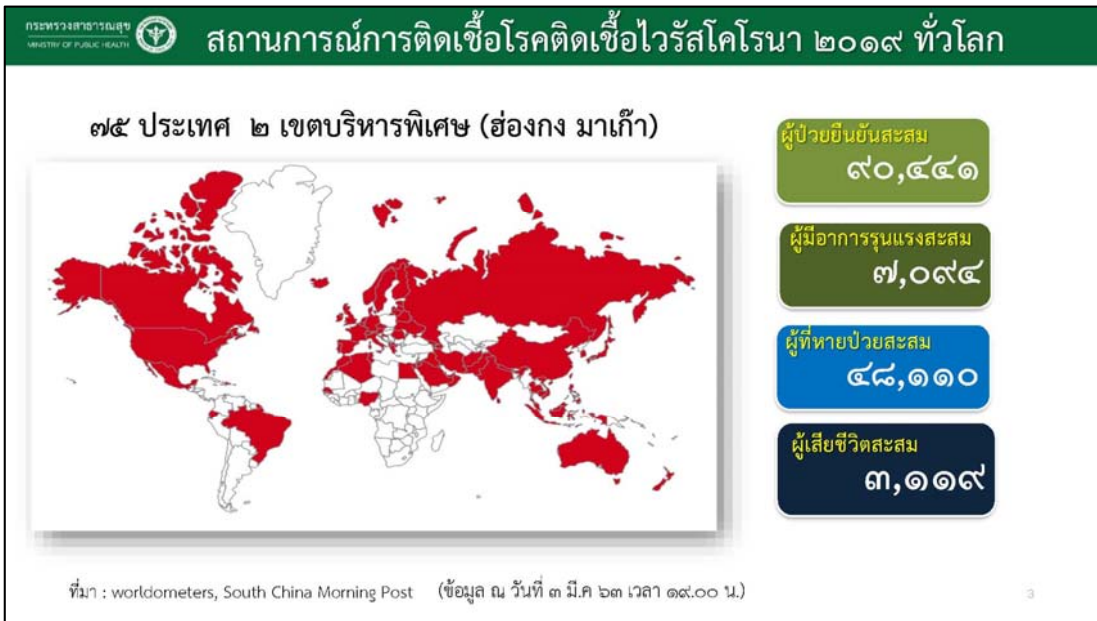 กระทรวงสาธารณสุข
MINISTRY OF PUBLIC HEALTH
สถานการณ์การติดเชื้อโรคติดเชื้อไวรัสโคโรนา ๒๐๑๙ ทั่วโลก
๗๕ ประเทศ ๒ เขตบริหารพิเศษ (ฮ่องกง มาเก๊า)
ผู้ป่วยยืนยันสะสม
๙๐,๔๔๑
ผู้มีอาการรุนแรงสะสม
๗,๐๙๔
ผู้ที่หายป่วยสะสม
๔๘,๑๑๐
ผู้เสียชีวิตสะสม
๓,๑๑๙
ที่มา : worldometers, South China Morning Post (ข้อมูล ณ วันที่ ๓ มี.ค ๖๓ เวลา ๑๙.๐๐ น.)
3